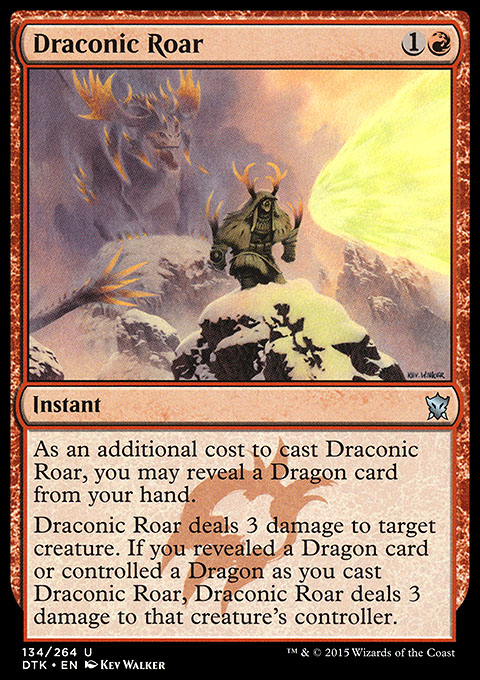 Draconic Roar 1
KEV. WALKER
Instant
As an additional cost to cast Draconic
Roar, you may reveal a Dragon card
from your hand.
Draconic Roar deals 3 damage to target
creature. If you revealed a Dragon card
or controlled a Dragon as you cast
Draconic Roar, Draconic Roar deals 3
damage to that creature's controller.
134/264 U
DTK • EN Kev Walker
™ & © 2015 Wizards of the Coast